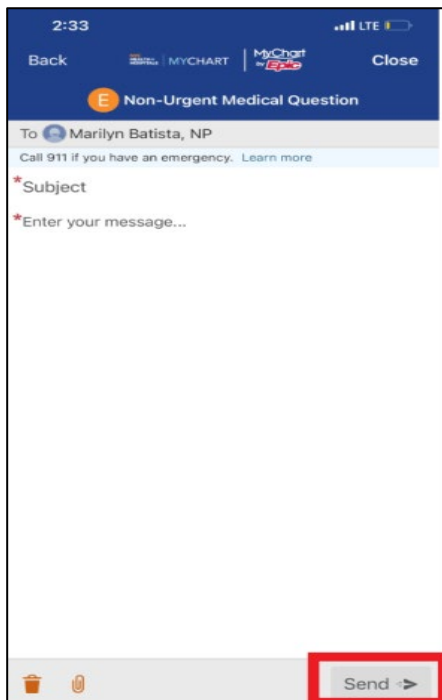 2:33 LTE
Back MYCHART MyChart by Epic Close
E Non-Urgent Medical Question
To Marilyn Batista, NP
Call 911 if you have an emergency. Learn more
*Subject
*Enter your message...
Send